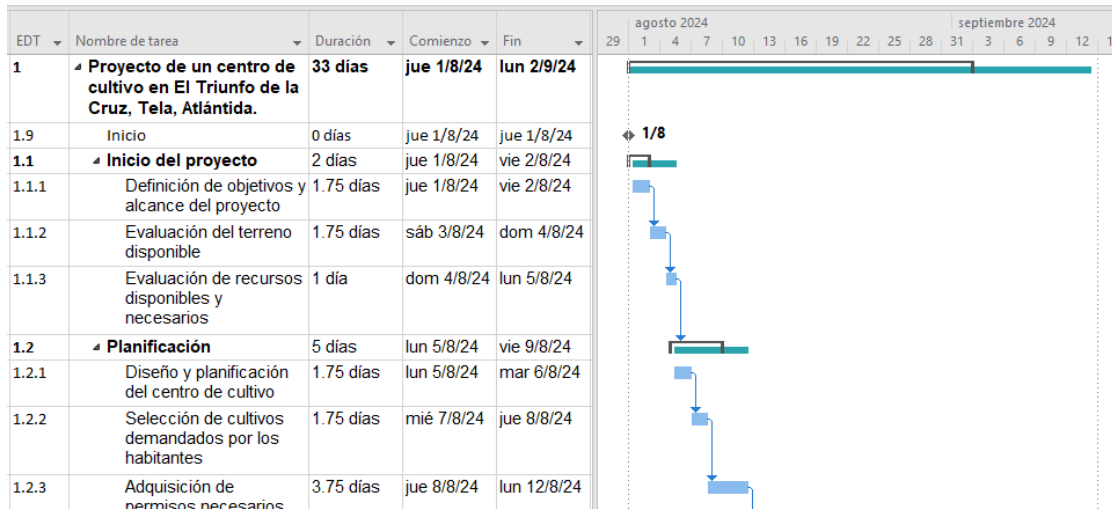 agosto 2024 septiembre 2024
EDT Nombre de tarea Duración Comienzo Fin 29 1 4 7 10 13 16 19 22 25 28 31 3 6 9 12 1
1 Proyecto de un centro de 33 días jue 1/8/24 lun 2/9/24
cultivo en El Triunfo de la
Cruz, Tela, Atlántida.
1.9 Inicio 0 días jue 1/8/24 jue 1/8/24 1/8
1.1 Inicio del proyecto 2 días jue 1/8/24 vie 2/8/24
1.1.1 Definición de objetivos y 1.75 días jue 1/8/24 vie 2/8/24
alcance del proyecto
1.1.2 Evaluación del terreno 1.75 días sáb 3/8/24 dom 4/8/24
disponible
1.1.3 Evaluación de recursos 1 día dom 4/8/24 lun 5/8/24
disponibles y
necesarios
1.2 Planificación 5 días lun 5/8/24 vie 9/8/24
1.2.1 Diseño y planificación 1.75 días lun 5/8/24 mar 6/8/24
del centro de cultivo
1.2.2 Selección de cultivos 1.75 días mié 7/8/24 jue 8/8/24
demandados por los
habitantes
1.2.3 Adquisición de 3.75 días jue 8/8/24 lun 12/8/24
permisos necesarios